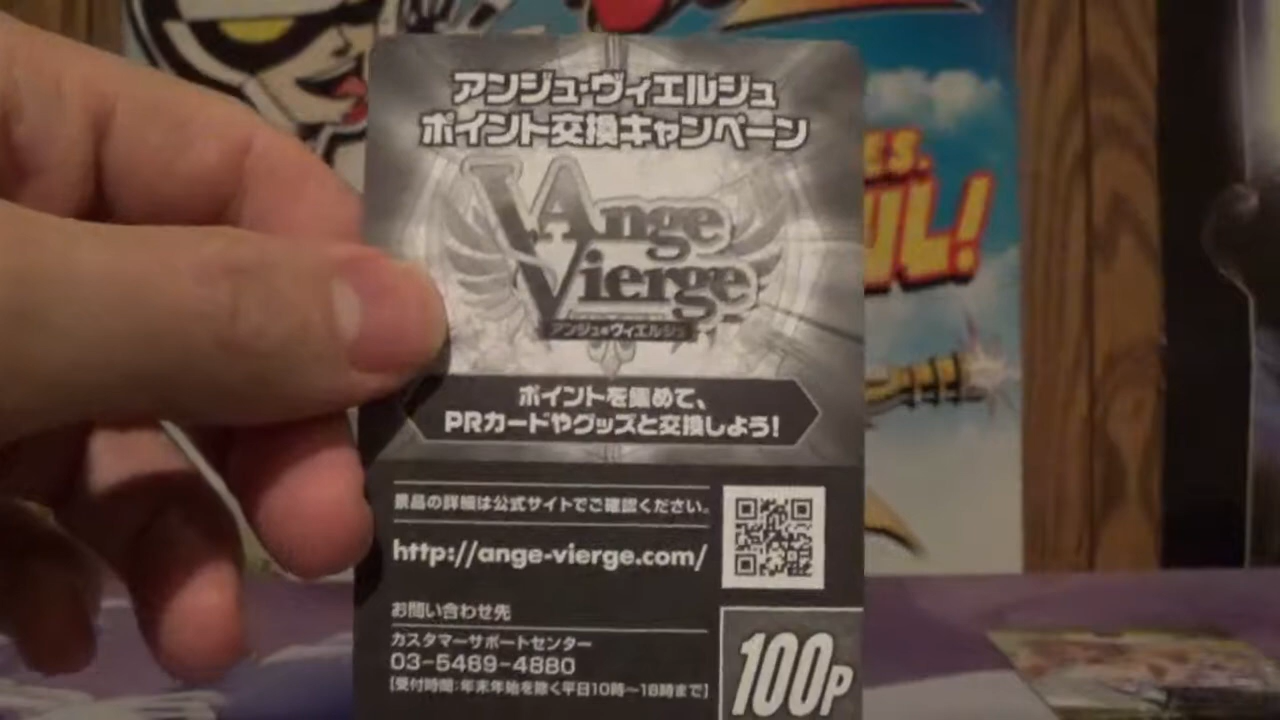 アンジュ・ヴィエルジュ
ポイント交換キャンペーン
Ange
Vierge
アンジュ・ヴィエルジュ
ポイントを集めて、
PRカードやグッズと交換しよう!
景品の詳細は公式サイトでご確認ください。
http://ange-vierge.com/
お問い合わせ先
カスタマーサポートセンター
03-5469-4880
[受付時間:年末年始を除く平日10時〜18時まで]
100P
ES.
UL!